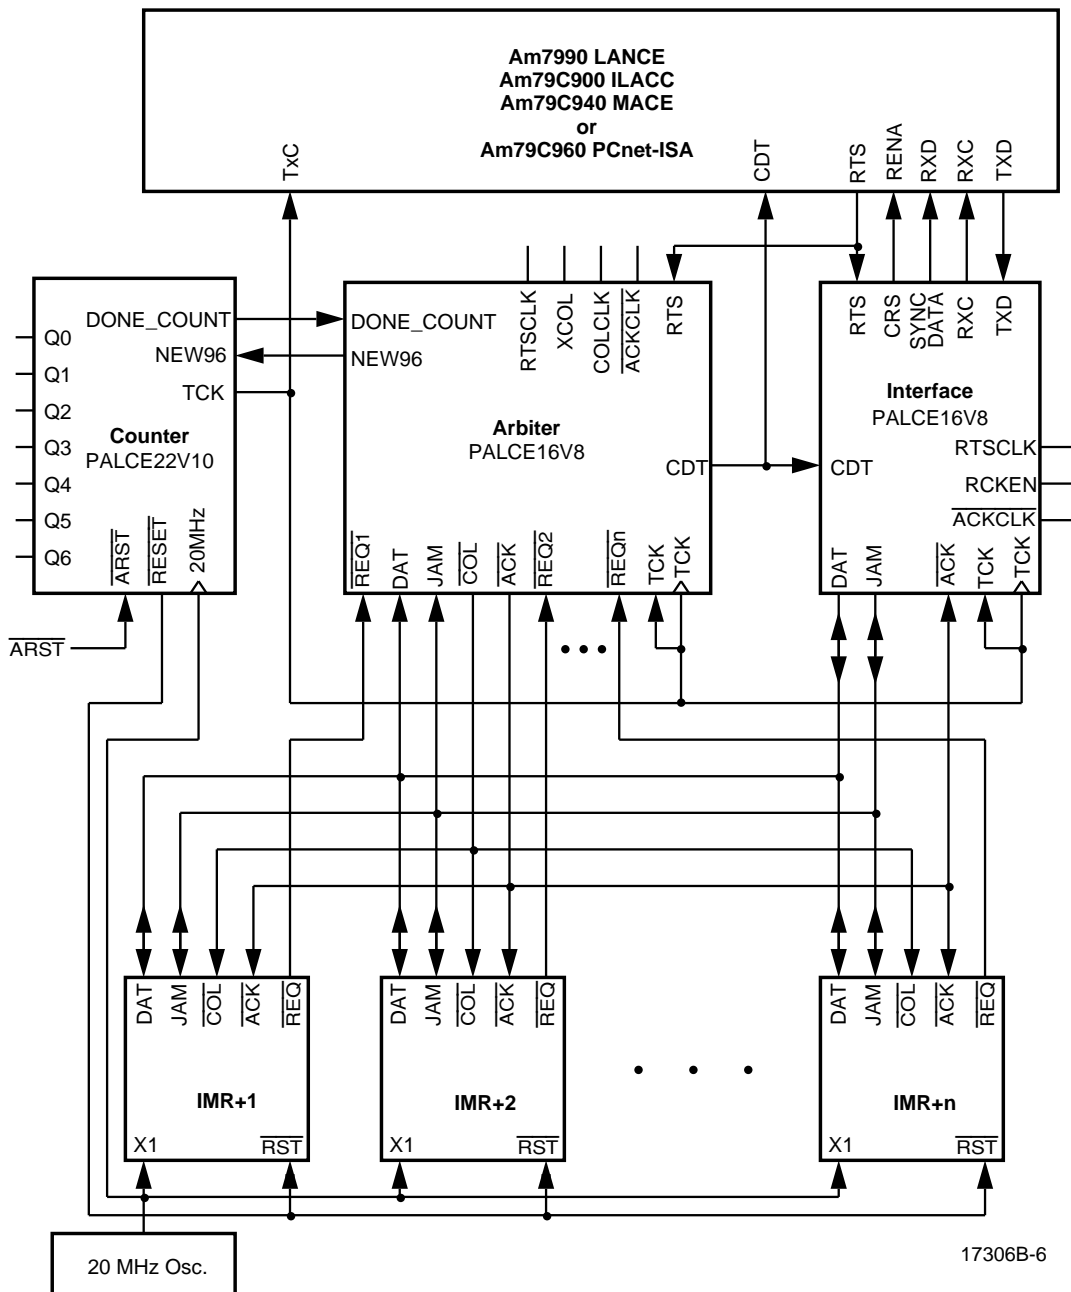 Am7990 LANCE
Am79C900 ILACC
Am79C940 MACE
or
Am79C960 PCnet-ISA
TxC
CDT
RTS
RENA
RXD
RXC
TXD
DONE_COUNT
NEW96
TCK
Q0
Q1
Q2
Q3
Q4
Q5
Q6
Counter
PALCE22V10
ARST
RESET
20MHz
ARST
DONE_COUNT
NEW96
RTSCLK
XCOL
COLCLK
ACKCLK
RTS
Arbiter
PALCE16V8
CDT
REQ1
DAT
JAM
COL
ACK
REQ2
REQn
TCK
TCK
RTS
CRS
SYNC
DATA
RXC
TXD
Interface
PALCE16V8
CDT
RTSCLK
RCKEN
ACKCLK
DAT
JAM
ACK
TCK
TCK
DAT
JAM
COL
ACK
REQ
IMR+1
X1
RST
DAT
JAM
COL
ACK
REQ
IMR+2
X1
RST
DAT
JAM
COL
ACK
REQ
IMR+n
X1
RST
20 MHz Osc.
17306B-6